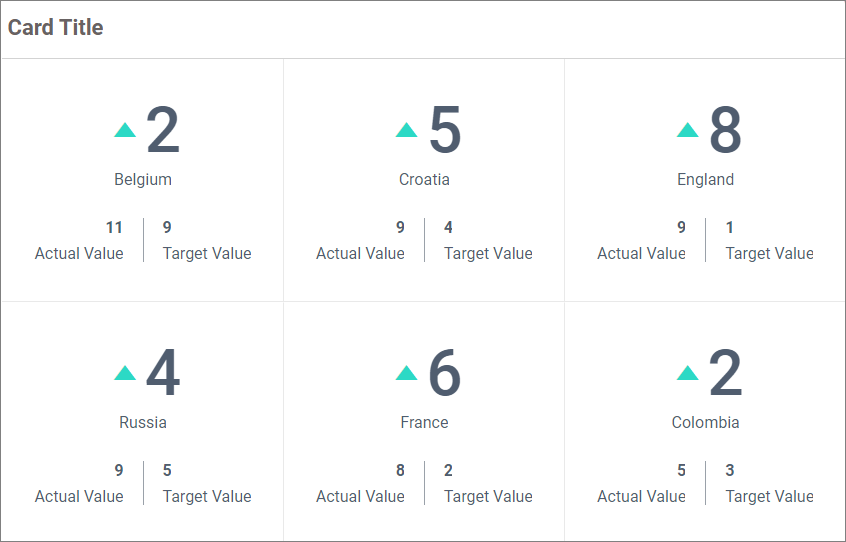 Card Title
2
Belgium
11 9
Actual Value Target Value
5
Croatia
9 4
Actual Value Target Value
8
England
9 1
Actual Value Target Value
4
Russia
9 5
Actual Value Target Value
6
France
8 2
Actual Value Target Value
2
Colombia
5 3
Actual Value Target Value